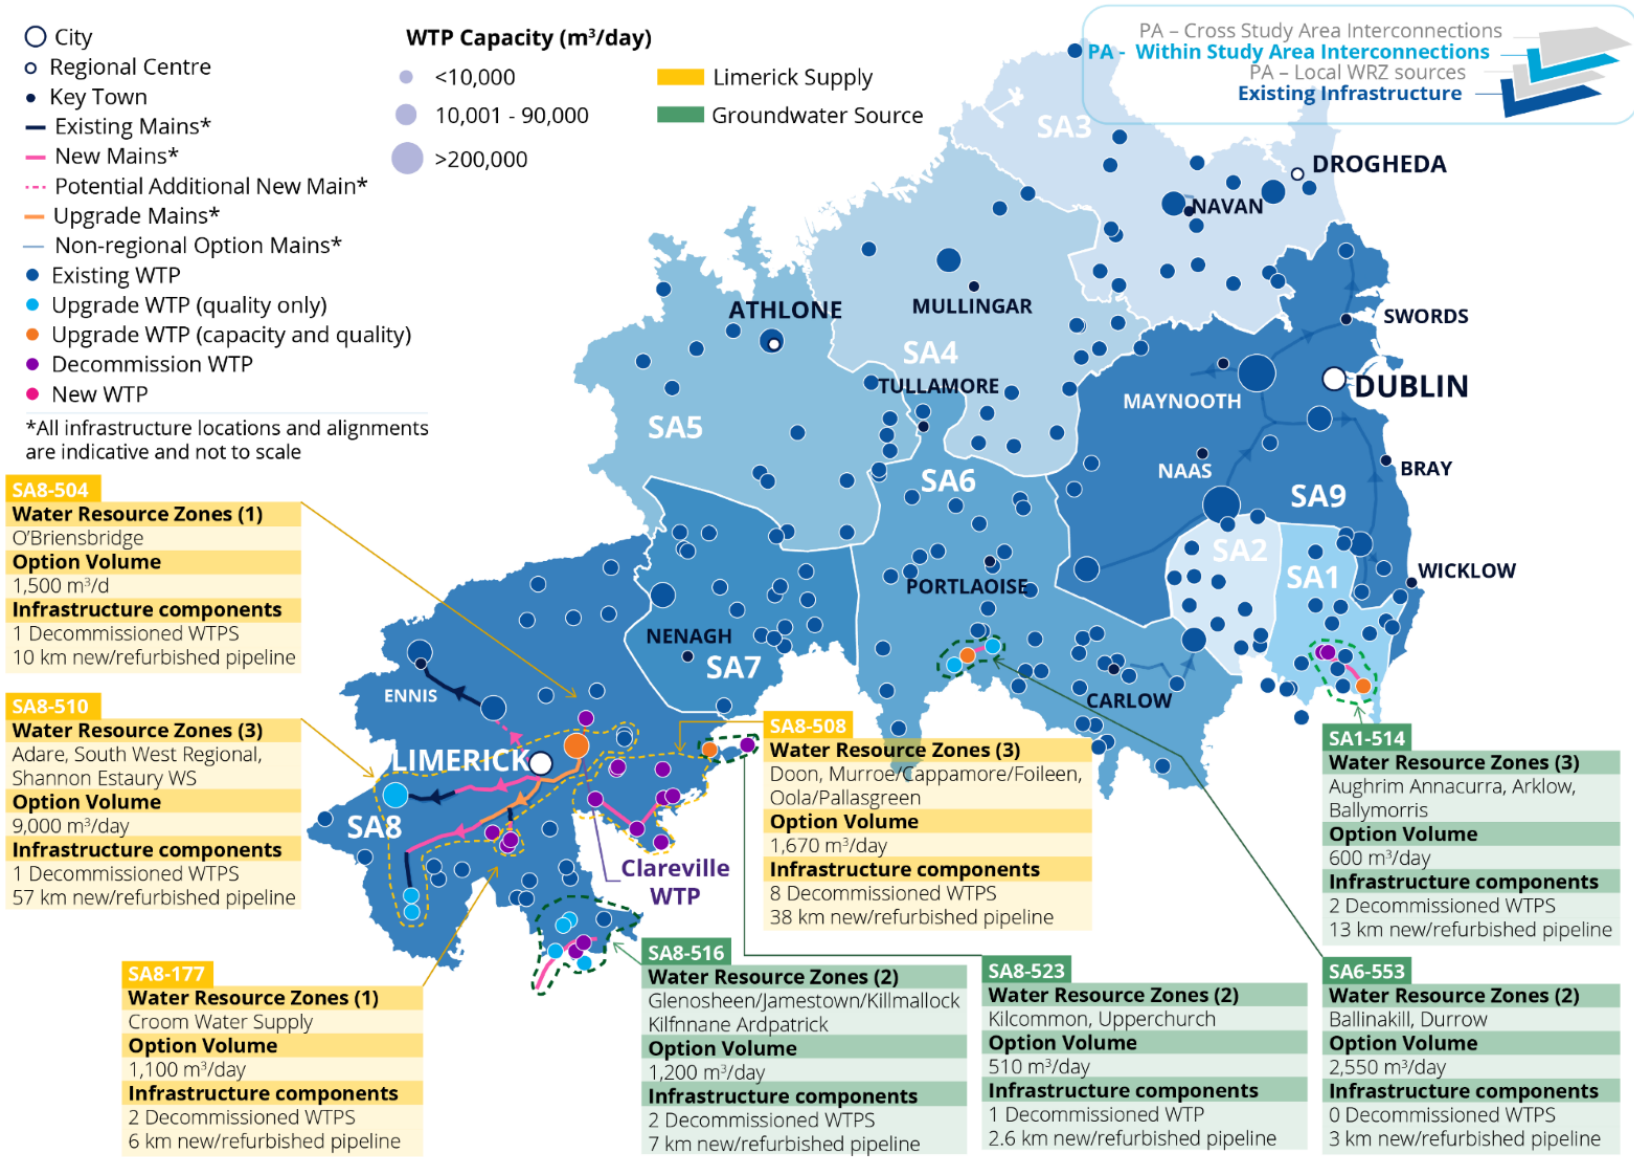 City
Regional Centre
Key Town
Existing Mains*
New Mains*
Potential Additional New Main*
Upgrade Mains*
Non-regional Option Mains*
Existing WTP
Upgrade WTP (quality only)
Upgrade WTP (capacity and quality)
Decommission WTP
New WTP
*All infrastructure locations and alignments
are indicative and not to scale
WTP Capacity (m³/day)
<10,000
10,001 - 90,000
>200,000
Limerick Supply
Groundwater Source
PA – Cross Study Area Interconnections
PA - Within Study Area Interconnections
PA – Local WRZ sources
Existing Infrastructure
SA3
DROGHEDA
NAVAN
ATHLONE
MULLINGAR
SA4
TULLAMORE
SWORDS
DUBLIN
MAYNOOTH
SA5
NAAS
BRAY
SA6
SA9
SA2
SA1
WICKLOW
PORTLAOISE
NENAGH
SA7
ENNIS
CARLOW
LIMERICK
SA8
Clareville
WTP
SA8-504
Water Resource Zones (1)
O'Briensbridge
Option Volume
1,500 m³/d
Infrastructure components
1 Decommissioned WTPS
10 km new/refurbished pipeline
SA8-510
Water Resource Zones (3)
Adare, South West Regional,
Shannon Estaury WS
Option Volume
9,000 m³/day
Infrastructure components
1 Decommissioned WTPS
57 km new/refurbished pipeline
SA8-508
Water Resource Zones (3)
Doon, Murroe/Cappamore/Foileen,
Oola/Pallasgreen
Option Volume
1,670 m³/day
Infrastructure components
8 Decommissioned WTPS
38 km new/refurbished pipeline
SA1-514
Water Resource Zones (3)
Aughrim Annacurra, Arklow,
Ballymorris
Option Volume
600 m³/day
Infrastructure components
2 Decommissioned WTPS
13 km new/refurbished pipeline
SA8-177
Water Resource Zones (1)
Croom Water Supply
Option Volume
1,100 m³/day
Infrastructure components
2 Decommissioned WTPS
6 km new/refurbished pipeline
SA8-516
Water Resource Zones (2)
Glenosheen/Jamestown/Killmallock
Kilfnnane Ardpatrick
Option Volume
1,200 m³/day
Infrastructure components
2 Decommissioned WTPS
7 km new/refurbished pipeline
SA8-523
Water Resource Zones (2)
Kilcommon, Upperchurch
Option Volume
510 m³/day
Infrastructure components
1 Decommissioned WTP
2.6 km new/refurbished pipeline
SA6-553
Water Resource Zones (2)
Ballinakill, Durrow
Option Volume
2,550 m³/day
Infrastructure components
0 Decommissioned WTPS
3 km new/refurbished pipeline